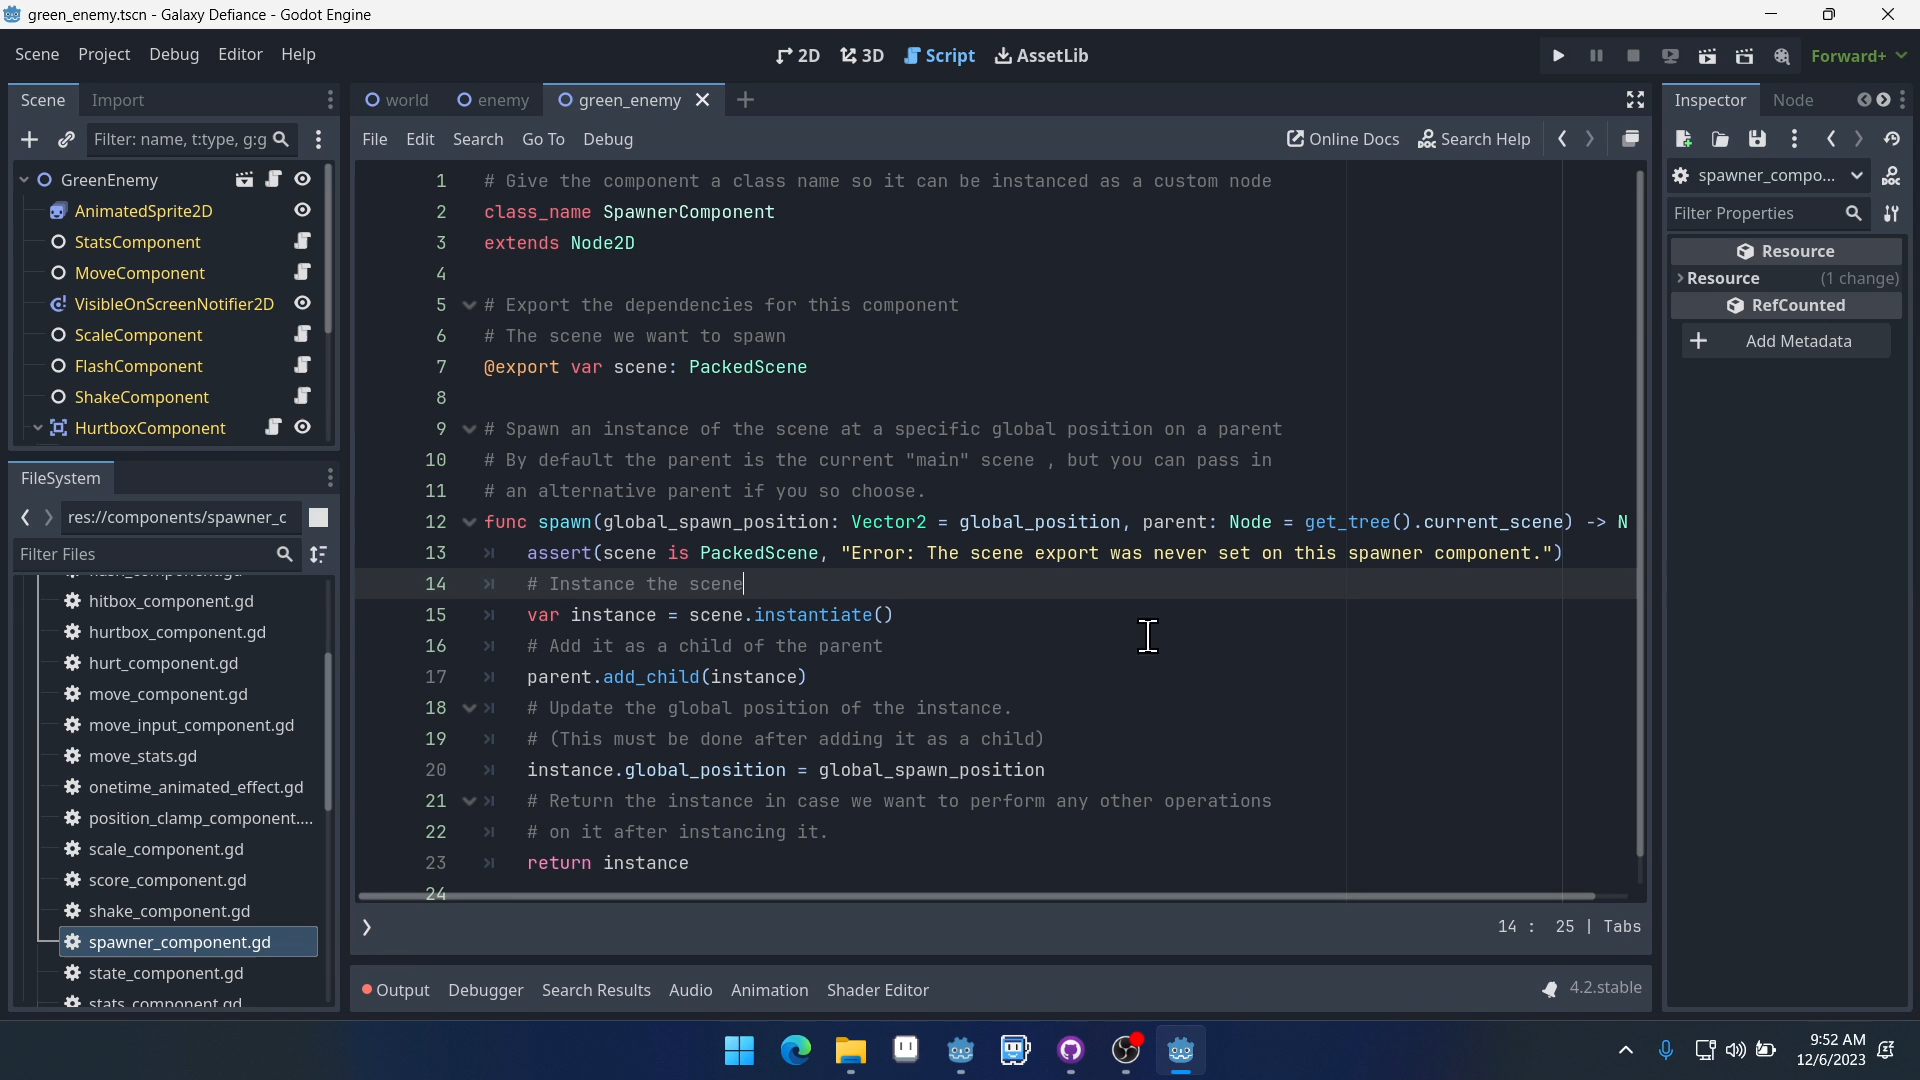 green_enemy.tscn - Galaxy Defiance - Godot Engine
Scene Project Debug Editor Help
2D 3D Script AssetLib
Forward+
Scene Import
Filter: name, t:type, g:g
GreenEnemy
AnimatedSprite2D
StatsComponent
MoveComponent
VisibleOnScreenNotifier2D
ScaleComponent
FlashComponent
ShakeComponent
HurtboxComponent
FileSystem
res://components/spawner_c
Filter Files
hitbox_component.gd
hurtbox_component.gd
hurt_component.gd
move_component.gd
move_input_component.gd
move_stats.gd
onetime_animated_effect.gd
position_clamp_component....
scale_component.gd
score_component.gd
shake_component.gd
spawner_component.gd
state_component.gd
stats_component.gd
world enemy green_enemy
File Edit Search Go To Debug
Online Docs Search Help
1 # Give the component a class name so it can be instanced as a custom node
2 class_name SpawnerComponent
3 extends Node2D
4
5 # Export the dependencies for this component
6 # The scene we want to spawn
7 @export var scene: PackedScene
8
9 # Spawn an instance of the scene at a specific global position on a parent
10 # By default the parent is the current "main" scene , but you can pass in
11 # an alternative parent if you so choose.
12 func spawn(global_spawn_position: Vector2 = global_position, parent: Node = get_tree().current_scene) -> N
13 assert(scene is PackedScene, "Error: The scene export was never set on this spawner component.")
14 # Instance the scene
15 var instance = scene.instantiate()
16 # Add it as a child of the parent
17 parent.add_child(instance)
18 # Update the global position of the instance.
19 # (This must be done after adding it as a child)
20 instance.global_position = global_spawn_position
21 # Return the instance in case we want to perform any other operations
22 # on it after instancing it.
23 return instance
24
14 : 25 | Tabs
Output Debugger Search Results Audio Animation Shader Editor
4.2.stable
Inspector Node
spawner_compo...
Filter Properties
Resource
Resource (1 change)
RefCounted
Add Metadata
9:52 AM
12/6/2023